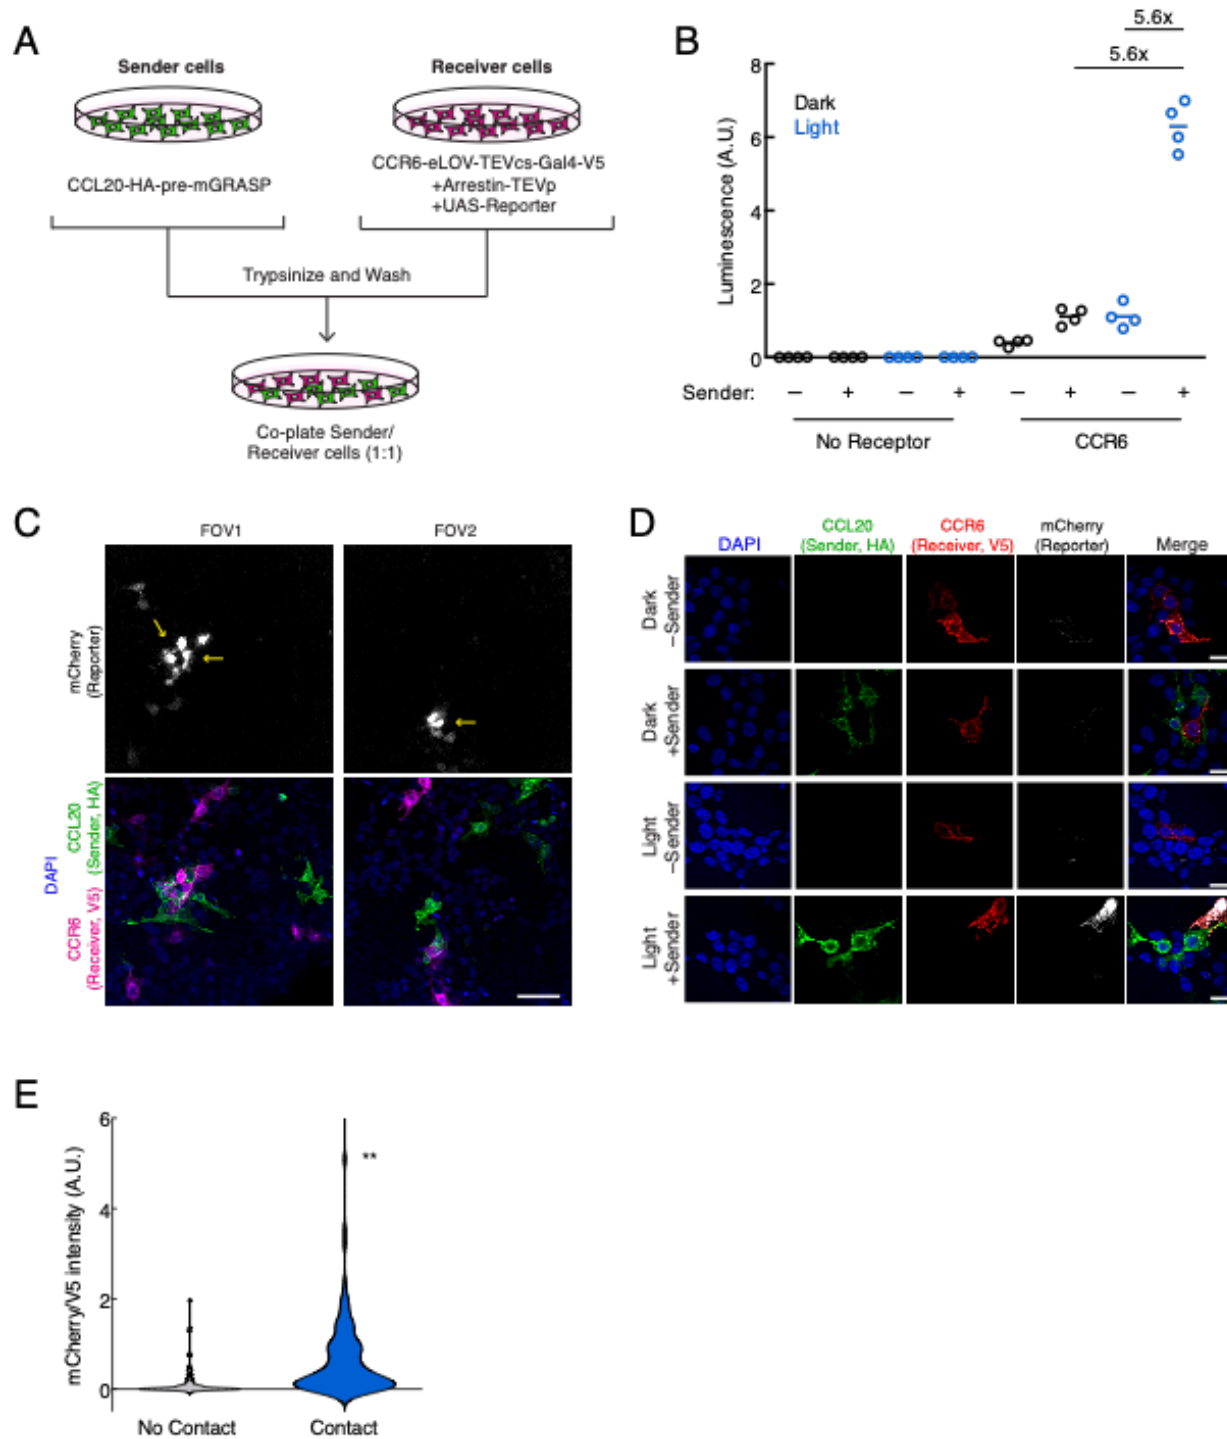 A
Sender cells
Receiver cells
CCL20-HA-pre-mGRASP
CCR6-eLOV-TEVcs-Gal4-V5
+Arrestin-TEVp
+UAS-Reporter
Trypsinize and Wash
Co-plate Sender/
Receiver cells (1:1)
B
5.6x
5.6x
Dark
Light
Luminescence (A.U.)
8
6
4
2
0
Sender: – + – + – + – +
No Receptor
CCR6
C
FOV1
FOV2
mCherry
(Reporter)
DAPI
CCL20
(Sender, HA)
CCR6
(Receiver, V5)
D
DAPI
CCL20
(Sender, HA)
CCR6
(Receiver, V5)
mCherry
(Reporter)
Merge
Dark
–Sender
Dark
+Sender
Light
–Sender
Light
+Sender
E
mCherry/V5 intensity (A.U.)
6
4
2
0
**
No Contact
Contact